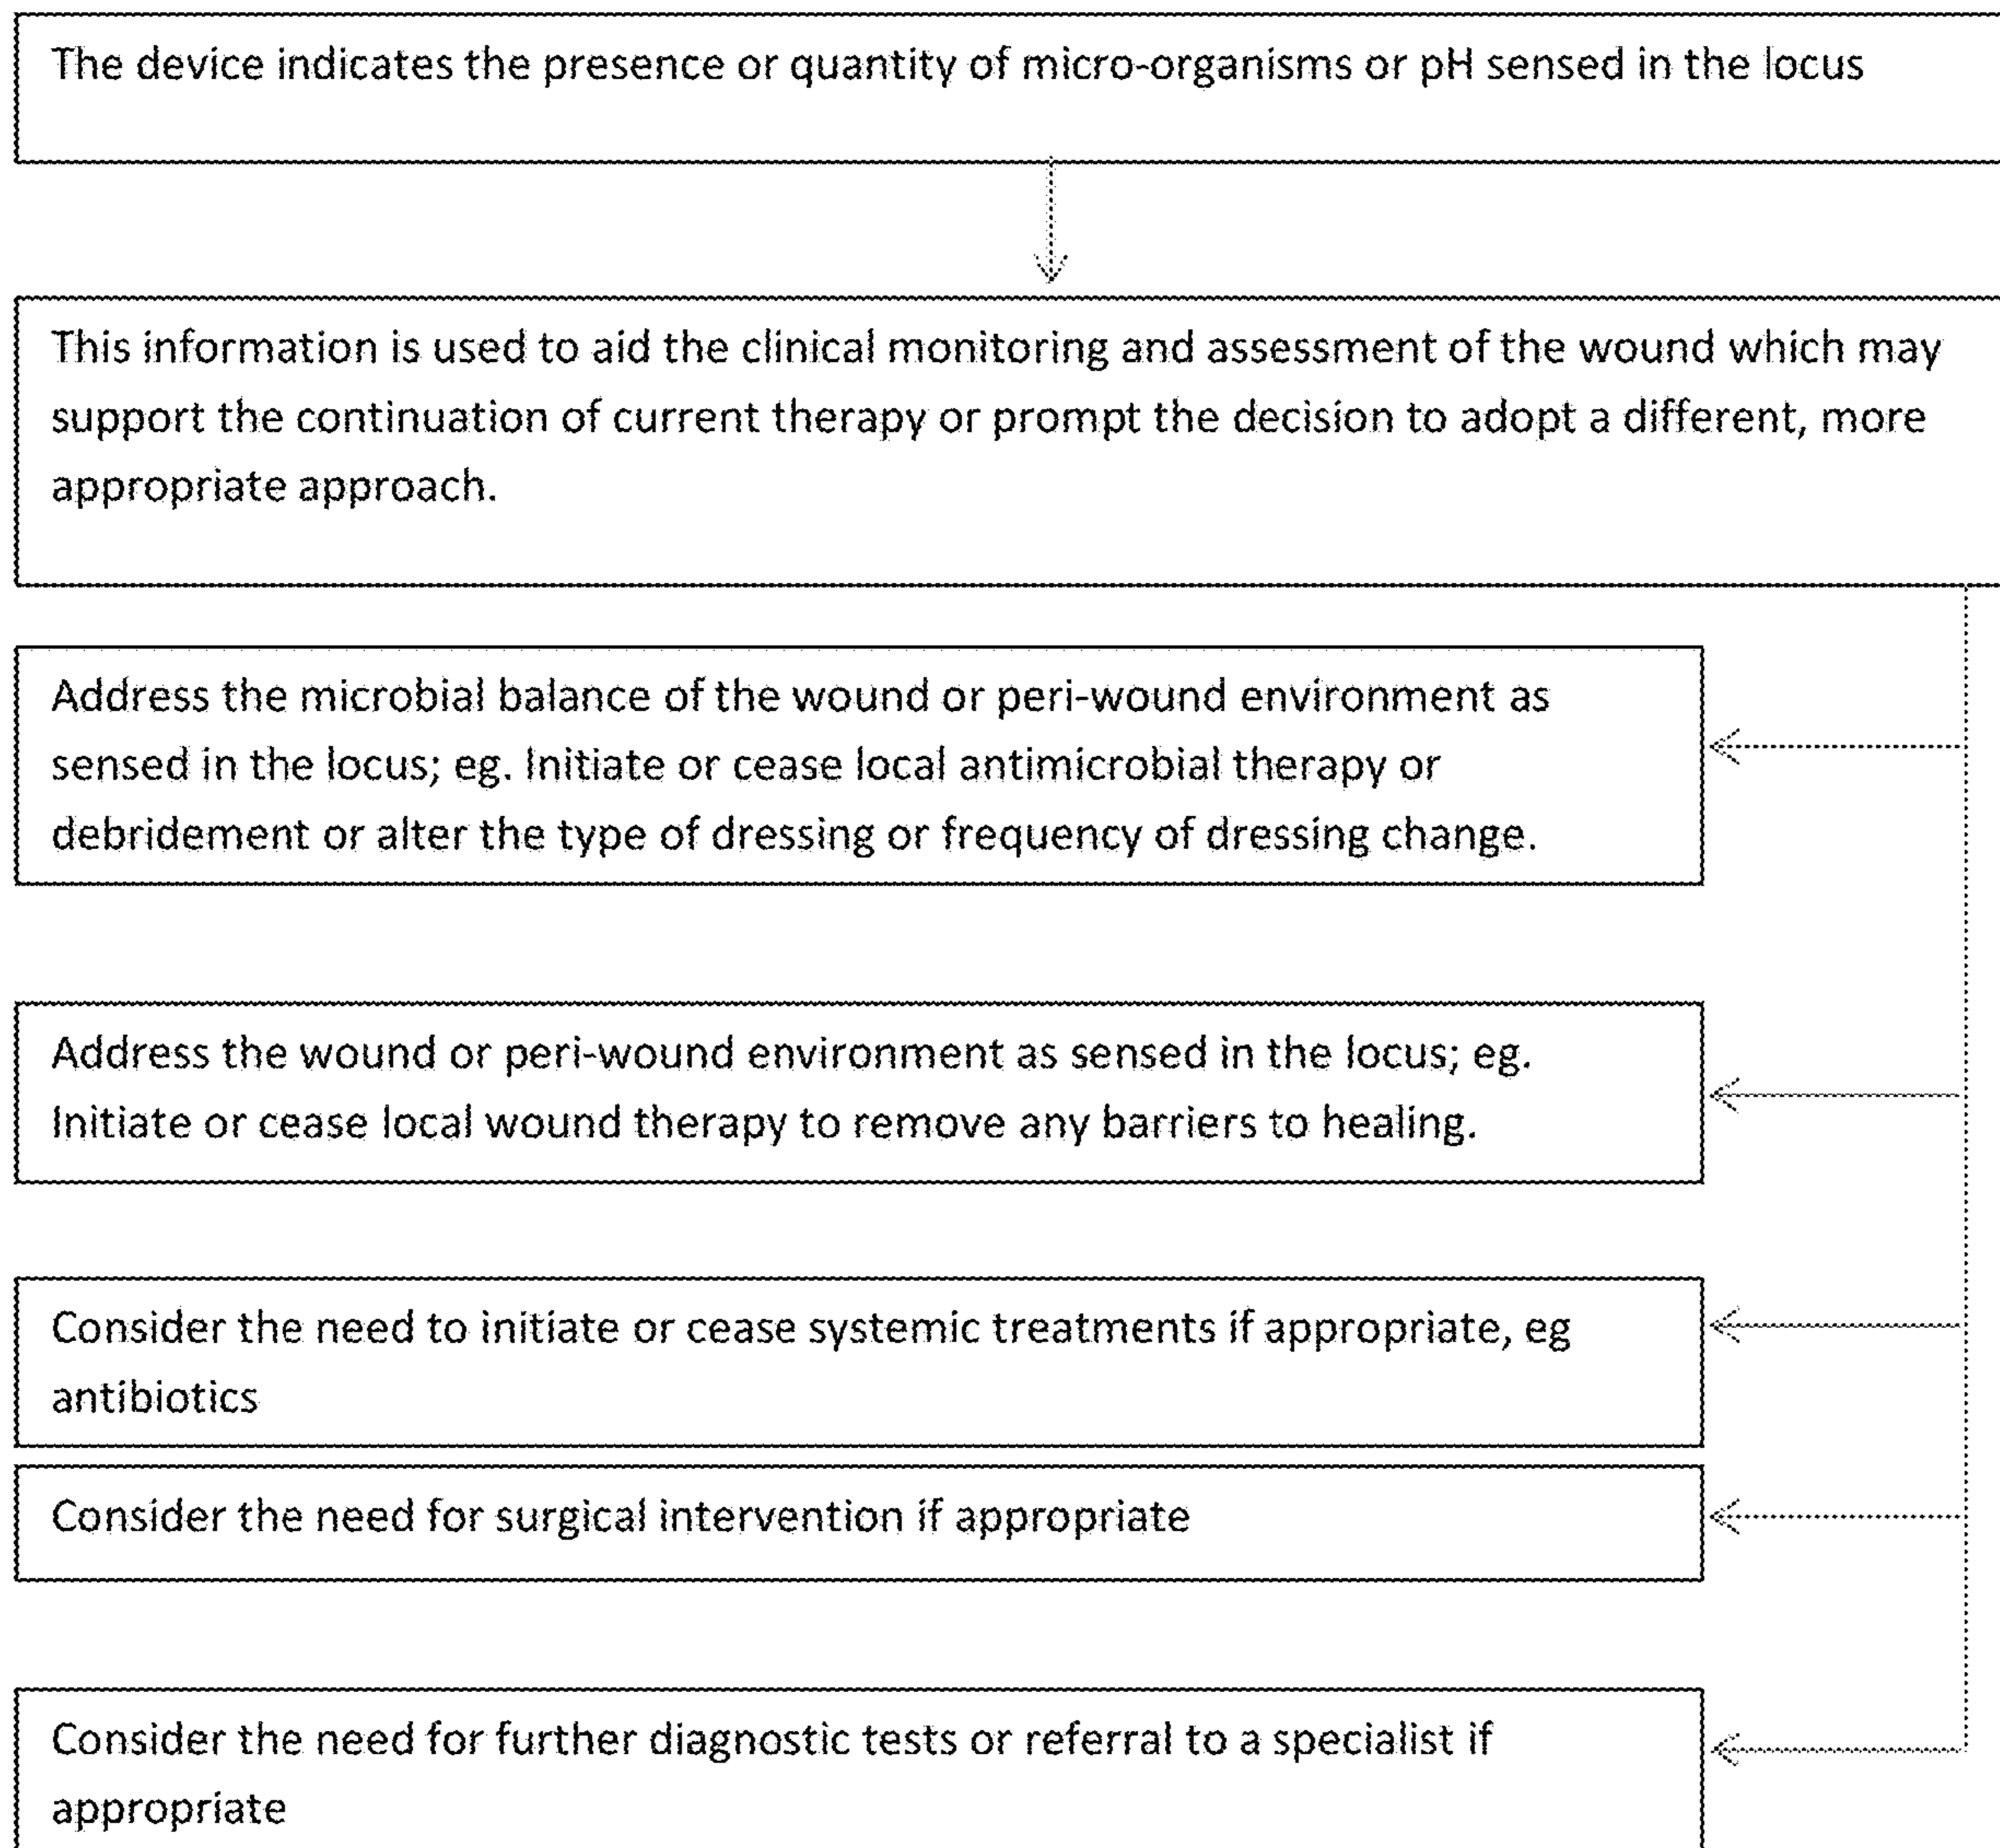 The device indicates the presence or quantity of micro-organisms or pH sensed in the locus
This information is used to aid the clinical monitoring and assessment of the wound which may
support the continuation of current therapy or prompt the decision to adopt a different, more
appropriate approach.
Address the microbial balance of the wound or peri-wound environment as
sensed in the locus; eg. Initiate or cease local antimicrobial therapy or
debridement or alter the type of dressing or frequency of dressing change.
Address the wound or peri-wound environment as sensed in the locus; eg.
Initiate or cease local wound therapy to remove any barriers to healing.
Consider the need to initiate or cease systemic treatments if appropriate, eg
antibiotics
Consider the need for surgical intervention if appropriate
Consider the need for further diagnostic tests or referral to a specialist if
appropriate